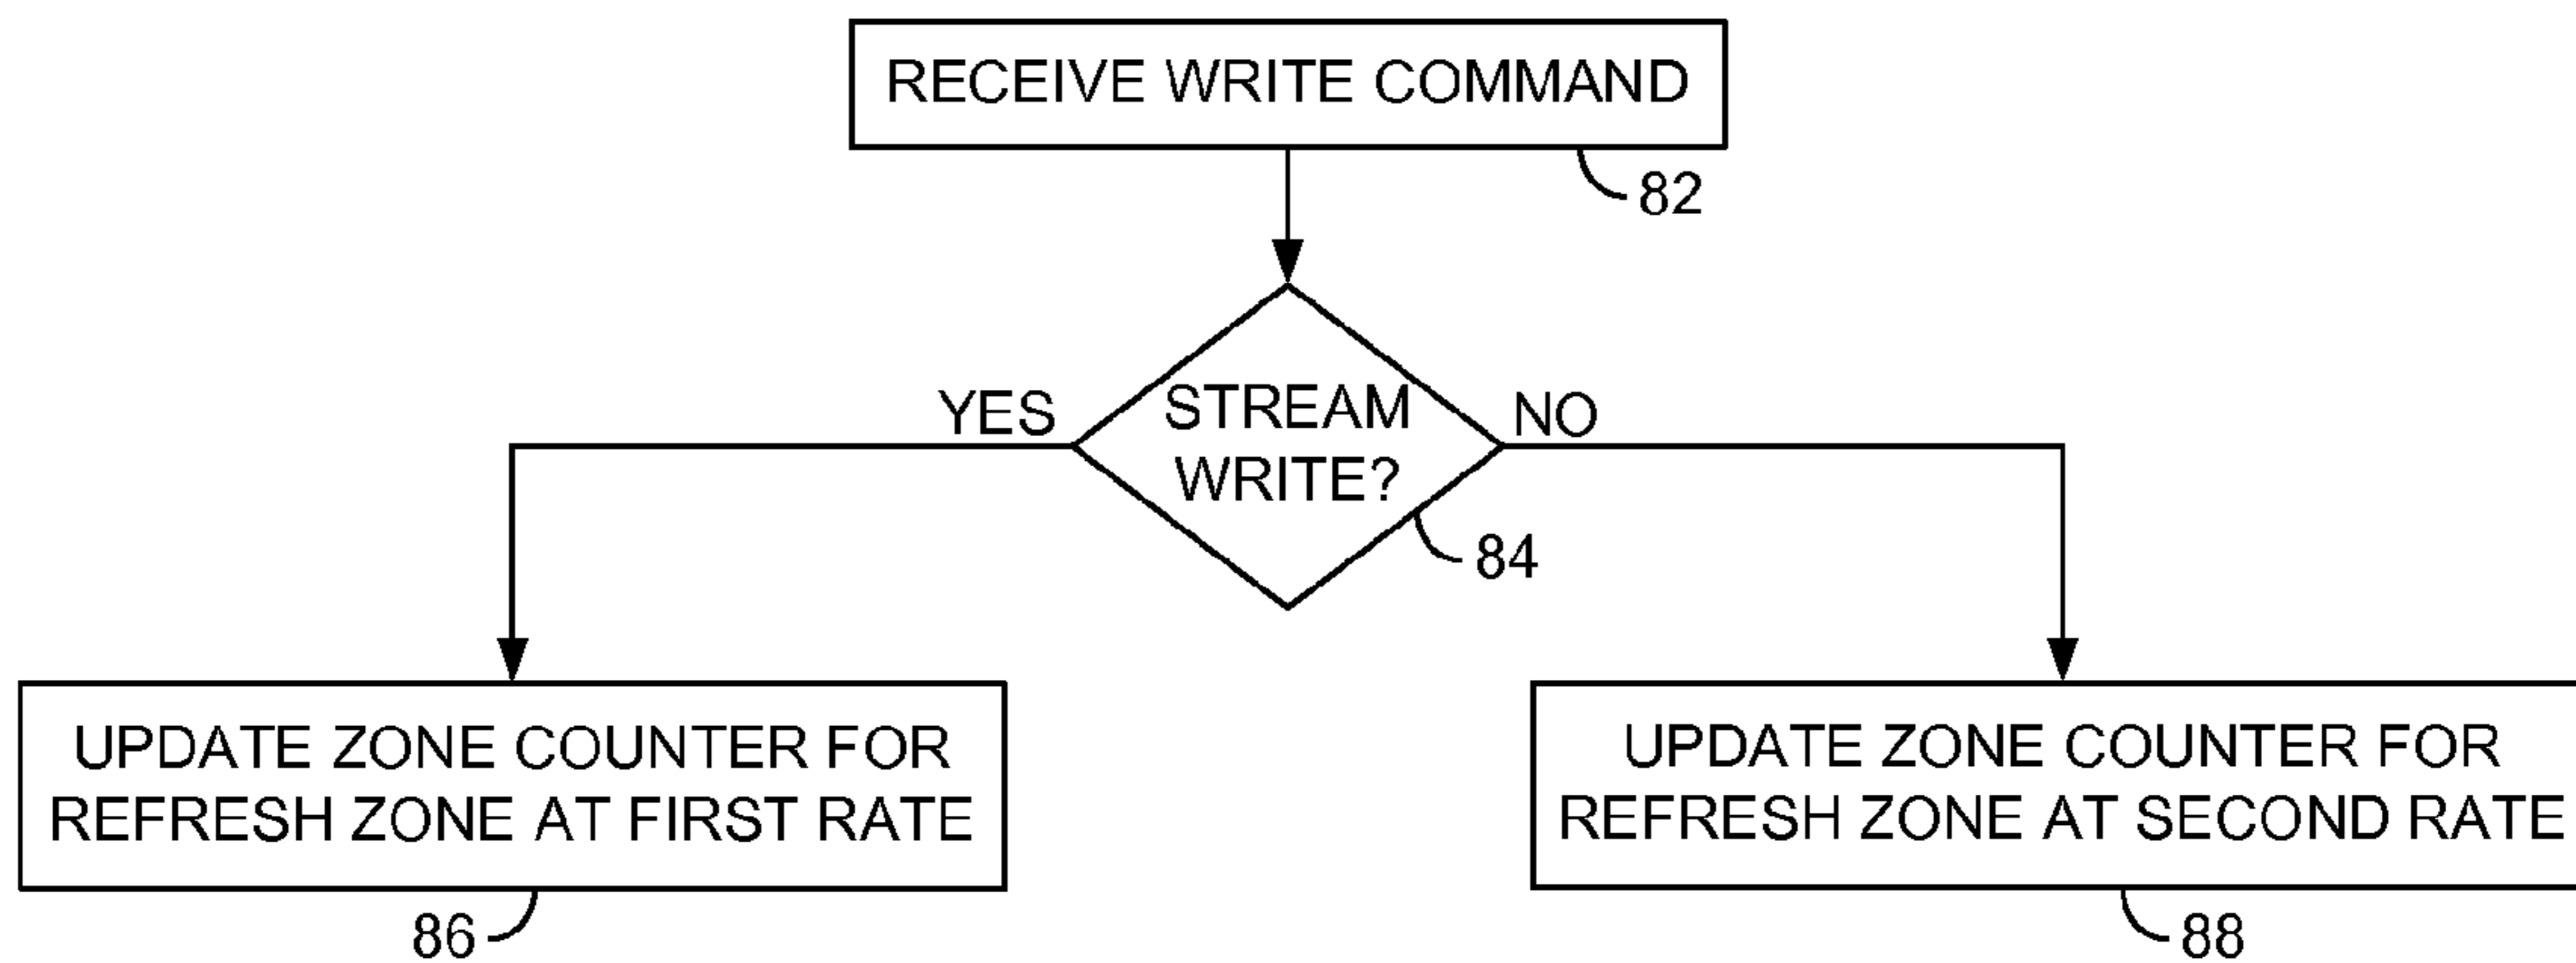 RECEIVE WRITE COMMAND
82
STREAM
WRITE?
YES
NO
84
UPDATE ZONE COUNTER FOR
REFRESH ZONE AT FIRST RATE
86
UPDATE ZONE COUNTER FOR
REFRESH ZONE AT SECOND RATE
88